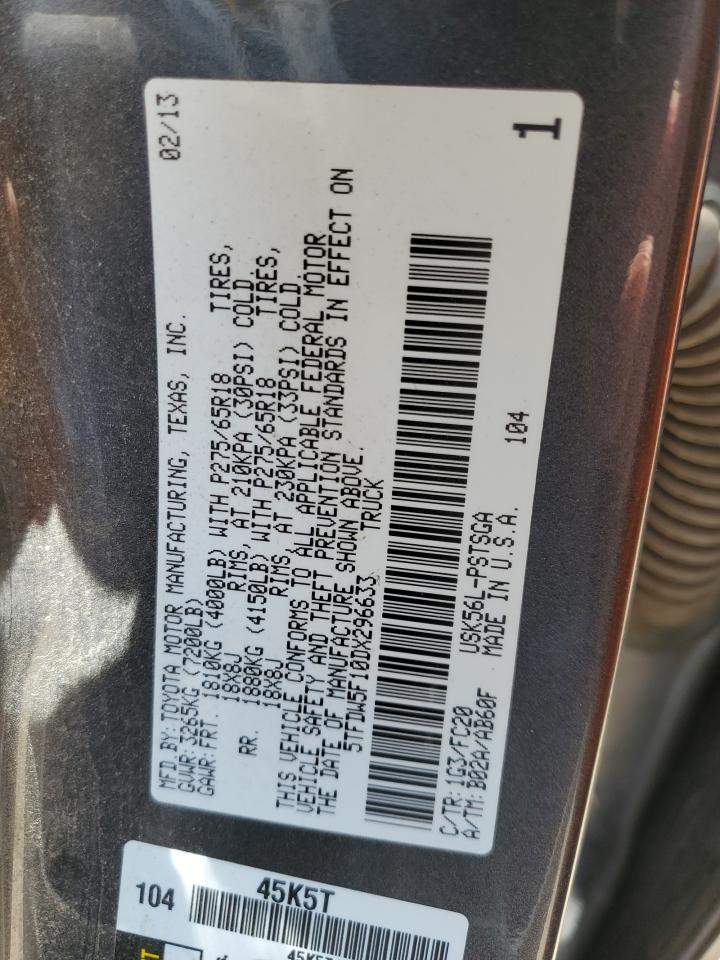 02/13
MFD.BY:TOYOTA MOTOR MANUFACTURING, TEXAS, INC.
GVWR:3265KG (7200LB)
GAWR:FRT. 1810KG (4000LB) WITH P275/65R18 TIRES,
18X8J RIMS, AT 210KPA (30PSI) COLD.
RR. 1880KG (4150LB) WITH P275/65R18 TIRES,
18X8J RIMS, AT 230KPA (33PSI) COLD.
THIS VEHICLE CONFORMS TO ALL APPLICABLE FEDERAL MOTOR
VEHICLE SAFETY AND THEFT PREVENTION STANDARDS IN EFFECT ON
THE DATE OF MANUFACTURE SHOWN ABOVE.
5TFDW5F10DX296633 TRUCK
C/TR:1G3/FC20 USK56L-PSTSGA 104
A/TM:B02A/AB60F MADE IN U.S.A.
1
104 45K5T